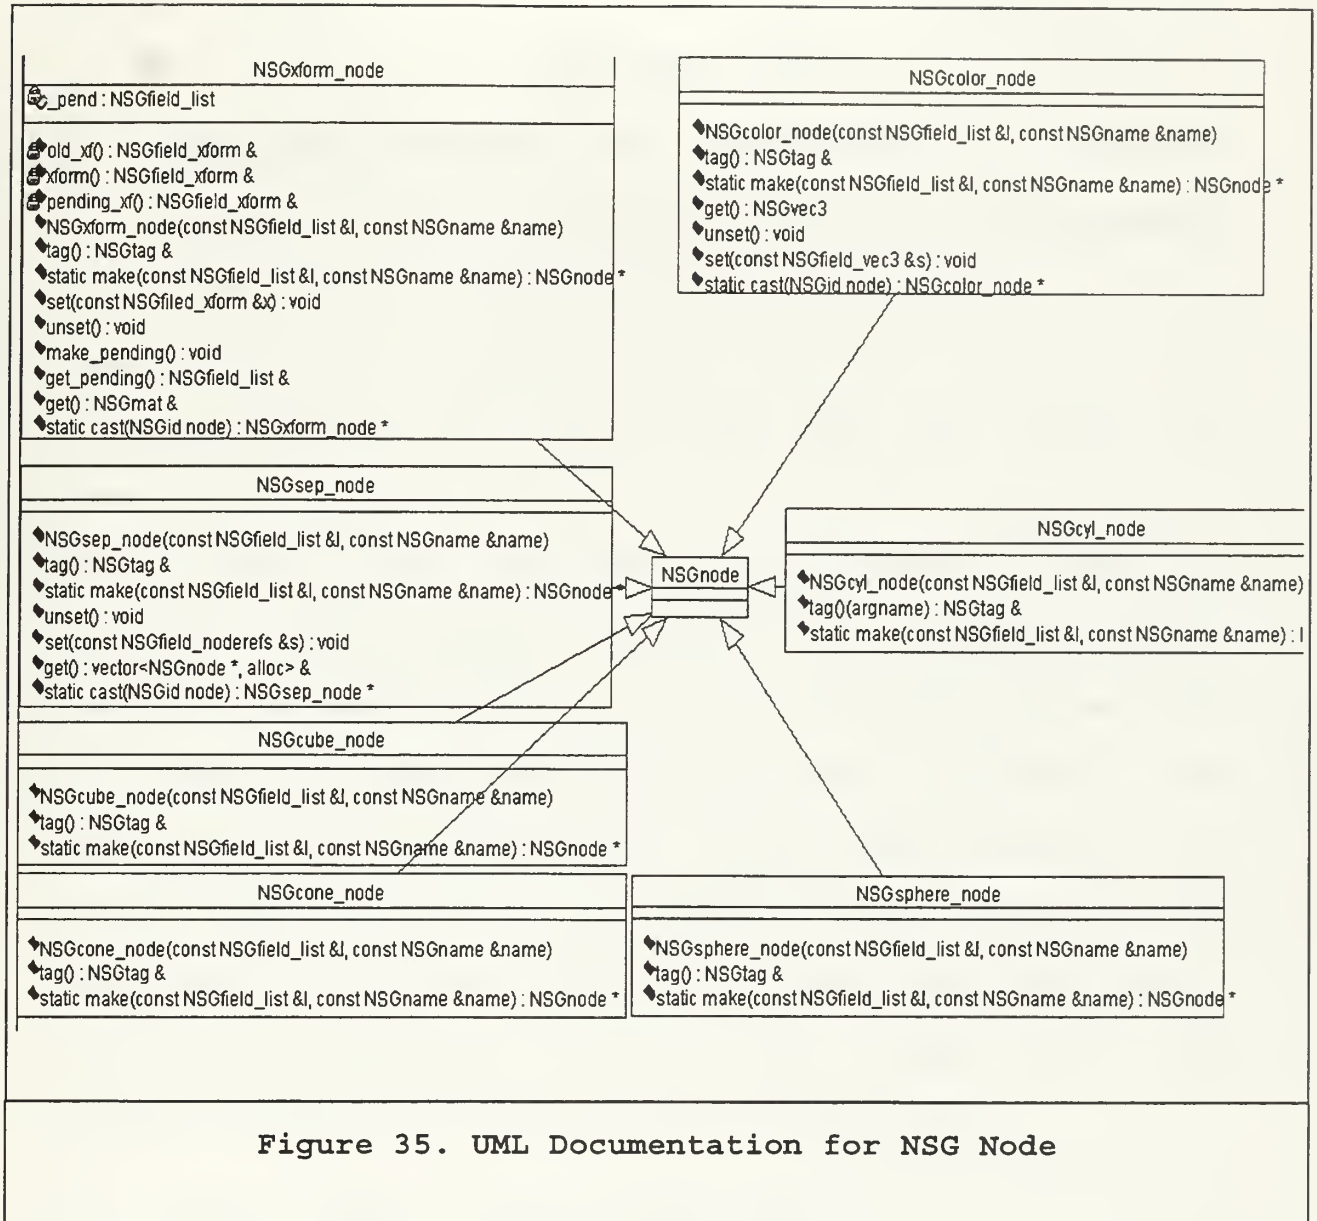 NSGxform_node
_pend : NSGfield_list
old_xf() : NSGfield_xform &
xform() : NSGfield_xform &
pending_xf() : NSGfield_xform &
NSGxform_node(const NSGfield_list &l, const NSGname &name)
tag() : NSGtag &
static make(const NSGfield_list &l, const NSGname &name) : NSGnode *
set(const NSGfiled_xform &x) : void
unset() : void
make_pending() : void
get_pending() : NSGfield_list &
get() : NSGmat &
static cast(NSGid node) : NSGxform_node *
NSGcolor_node
NSGcolor_node(const NSGfield_list &l, const NSGname &name)
tag() : NSGtag &
static make(const NSGfield_list &l, const NSGname &name) : NSGnode *
get() : NSGvec3
unset() : void
set(const NSGfield_vec3 &s) : void
static cast(NSGid node) : NSGcolor_node *
NSGsep_node
NSGsep_node(const NSGfield_list &l, const NSGname &name)
tag() : NSGtag &
static make(const NSGfield_list &l, const NSGname &name) : NSGnode *
unset() : void
set(const NSGfield_noderefs &s) : void
get() : vector<NSGnode *, alloc> &
static cast(NSGid node) : NSGsep_node *
NSGnode
NSGcyl_node
NSGcyl_node(const NSGfield_list &l, const NSGname &name)
tag()(argname) : NSGtag &
static make(const NSGfield_list &l, const NSGname &name) :
NSGcube_node
NSGcube_node(const NSGfield_list &l, const NSGname &name)
tag() : NSGtag &
static make(const NSGfield_list &l, const NSGname &name) : NSGnode *
NSGcone_node
NSGcone_node(const NSGfield_list &l, const NSGname &name)
tag() : NSGtag &
static make(const NSGfield_list &l, const NSGname &name) : NSGnode *
NSGsphere_node
NSGsphere_node(const NSGfield_list &l, const NSGname &name)
tag() : NSGtag &
static make(const NSGfield_list &l, const NSGname &name) : NSGnode *
Figure 35. UML Documentation for NSG Node